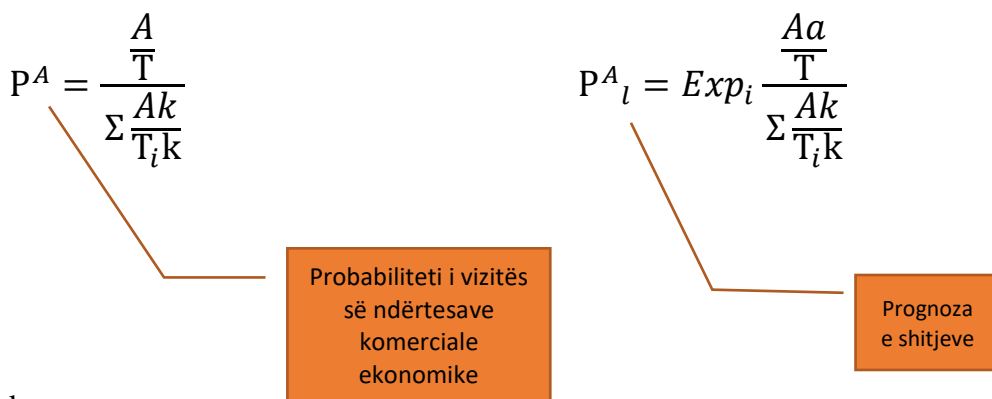 P^A = (A/T) / (Σ Ak/T_i k)
P^A_l = Exp_i (Aa/T) / (Σ Ak/T_i k)
Probabiliteti i vizitës
së ndërtesave
komerciale
ekonomike
Prognoza
e shitjeve